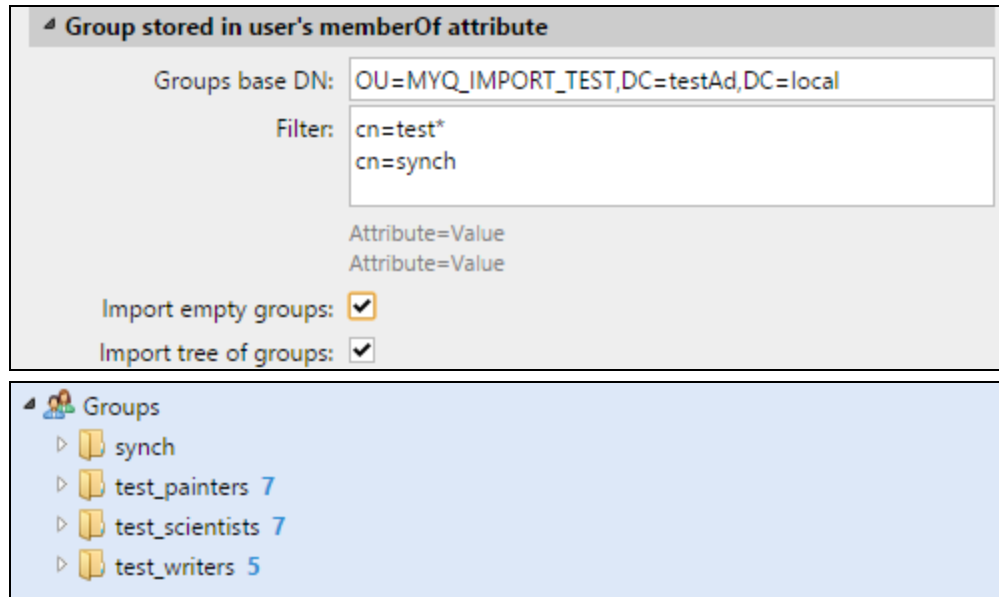 Group stored in user's memberOf attribute
Groups base DN: OU=MYQ_IMPORT_TEST,DC=testAd,DC=local
Filter: cn=test*
cn=synch
Attribute=Value
Attribute=Value
Import empty groups:
Import tree of groups:
Groups
synch
test_painters 7
test_scientists 7
test_writers 5